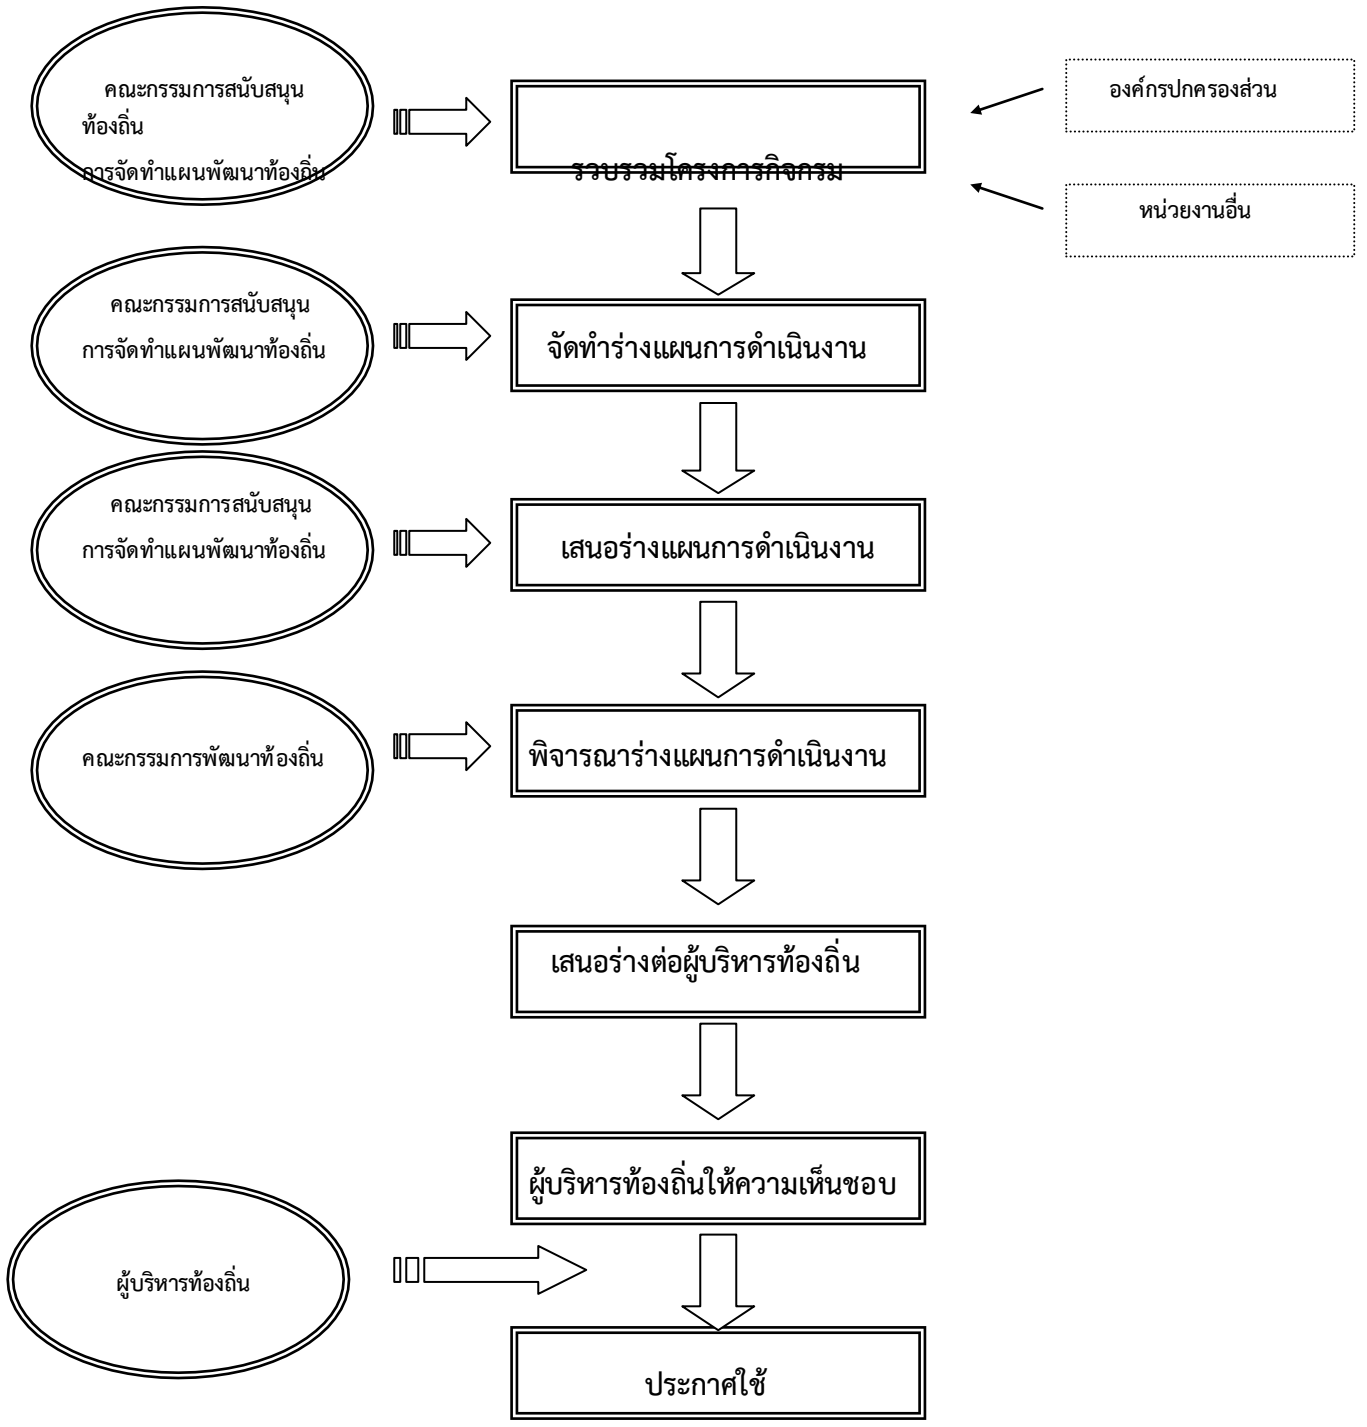 คณะกรรมการสนับสนุน
ท้องถิ่น
การจัดทำแผนพัฒนาท้องถิ่น
รวบรวมโครงการกิจกรม
องค์กรปกครองส่วน
หน่วยงานอื่น
คณะกรรมการสนับสนุน
การจัดทำแผนพัฒนาท้องถิ่น
จัดทำร่างแผนการดำเนินงาน
คณะกรรมการสนับสนุน
การจัดทำแผนพัฒนาท้องถิ่น
เสนอร่างแผนการดำเนินงาน
คณะกรรมการพัฒนาท้องถิ่น
พิจารณาร่างแผนการดำเนินงาน
เสนอร่างต่อผู้บริหารท้องถิ่น
ผู้บริหารท้องถิ่นให้ความเห็นชอบ
ผู้บริหารท้องถิ่น
ประกาศใช้